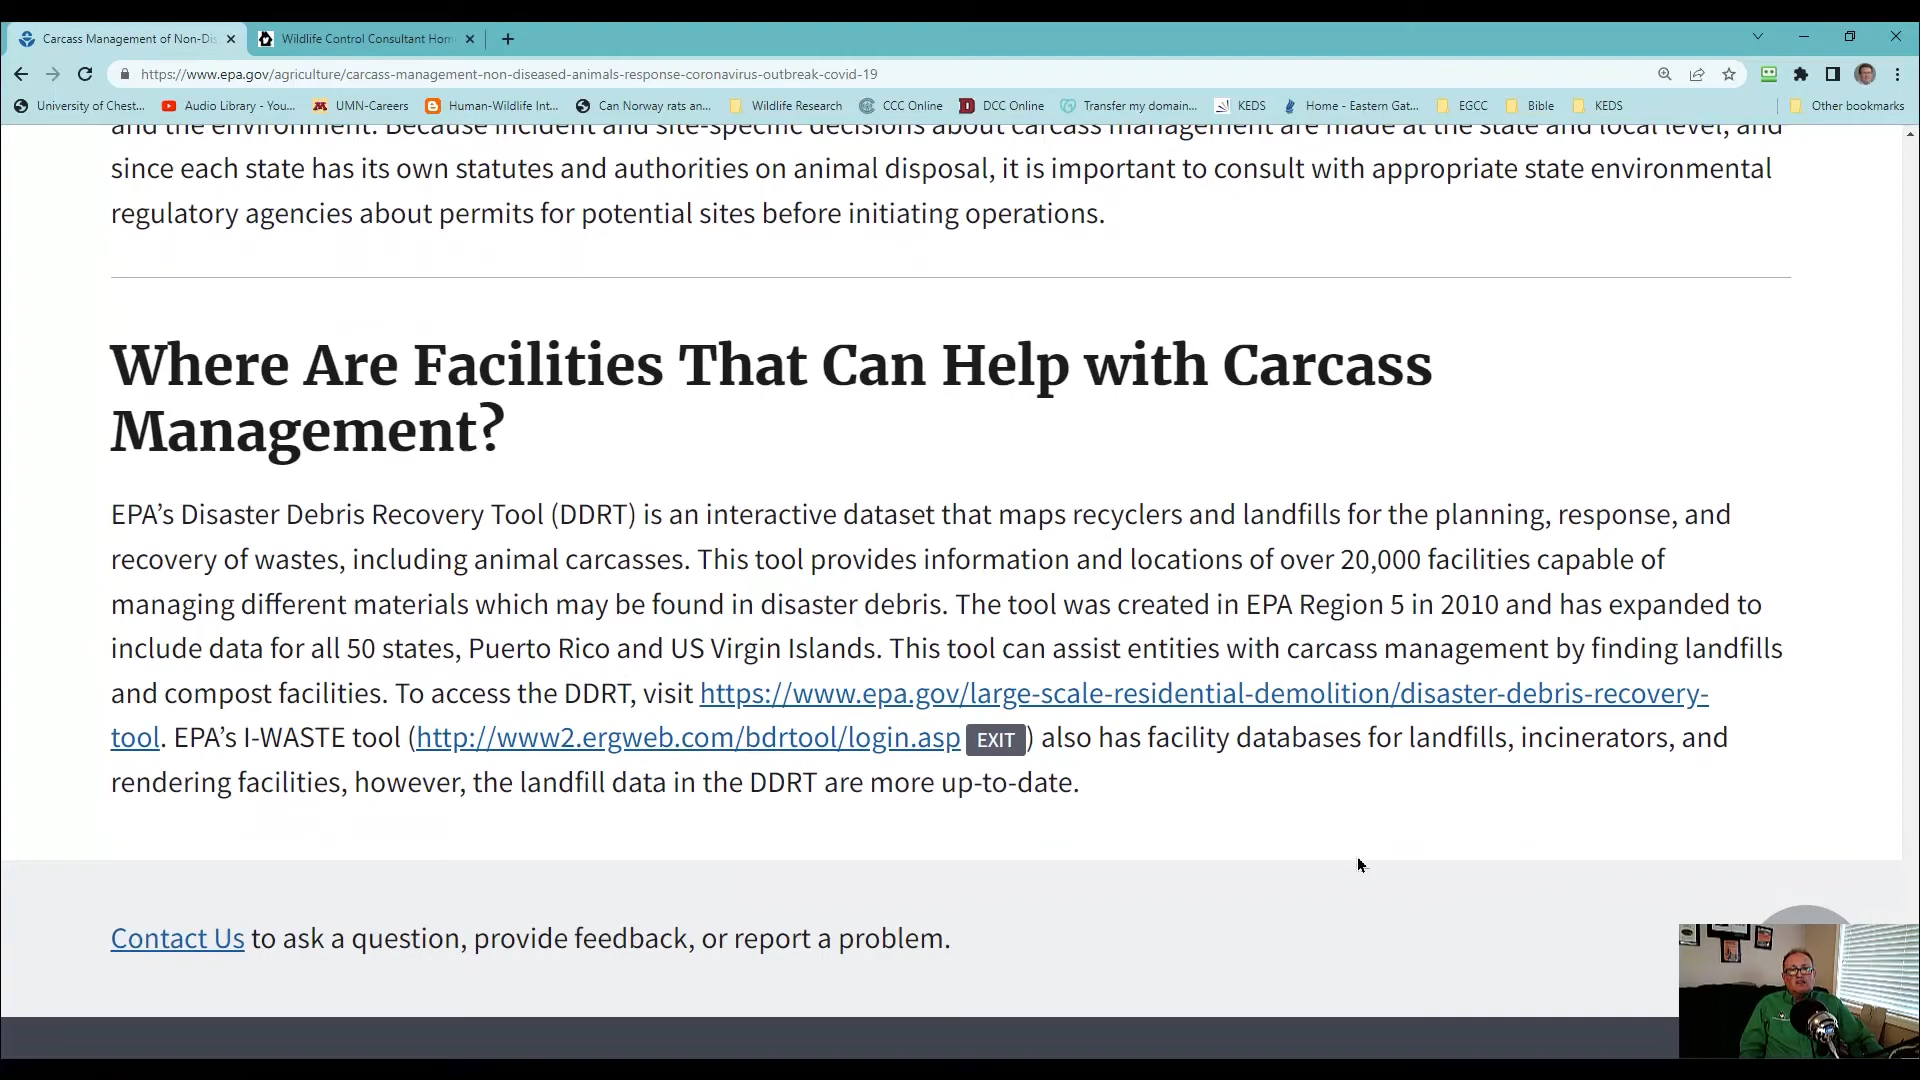 Carcass Management of Non-Dis
Wildlife Control Consultant Hom
https://www.epa.gov/agriculture/carcass-management-non-diseased-animals-response-coronavirus-outbreak-covid-19
University of Chest...
Audio Library - You...
UMN-Careers
Human-Wildlife Int...
Can Norway rats an...
Wildlife Research
CCC Online
DCC Online
Transfer my domain...
KEDS
Home - Eastern Gat...
EGCC
Bible
KEDS
Other bookmarks
and the environment. Because incident and site-specific decisions about carcass management are made at the state and local level, and
since each state has its own statutes and authorities on animal disposal, it is important to consult with appropriate state environmental
regulatory agencies about permits for potential sites before initiating operations.
Where Are Facilities That Can Help with Carcass
Management?
EPA’s Disaster Debris Recovery Tool (DDRT) is an interactive dataset that maps recyclers and landfills for the planning, response, and
recovery of wastes, including animal carcasses. This tool provides information and locations of over 20,000 facilities capable of
managing different materials which may be found in disaster debris. The tool was created in EPA Region 5 in 2010 and has expanded to
include data for all 50 states, Puerto Rico and US Virgin Islands. This tool can assist entities with carcass management by finding landfills
and compost facilities. To access the DDRT, visit https://www.epa.gov/large-scale-residential-demolition/disaster-debris-recovery-
tool. EPA’s I-WASTE tool (http://www2.ergweb.com/bdrtool/login.asp EXIT) also has facility databases for landfills, incinerators, and
rendering facilities, however, the landfill data in the DDRT are more up-to-date.
Contact Us to ask a question, provide feedback, or report a problem.